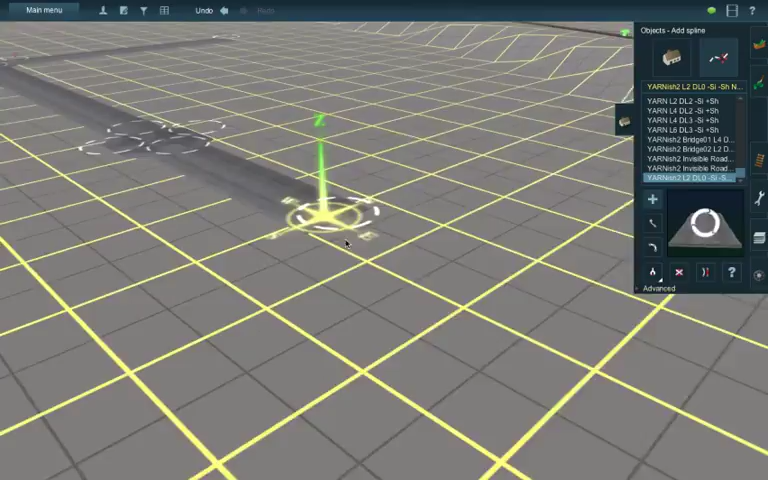 Main menu
Undo
Redo
?
Objects - Add spline
YARNish2 L2 DL0 -Si -Sh N...
YARN L2 DL2 -Si +Sh
YARN L4 DL2 -Si +Sh
YARN L4 DL3 -Si +Sh
YARN L6 DL3 -Si +Sh
YARNish2 Bridge01 L4 D...
YARNish2 Bridge02 L2 D...
YARNish2 Invisible Road...
YARNish2 Invisible Road...
YARNish2 L2 DL0 -Si -S...
?
Advanced
Z
E